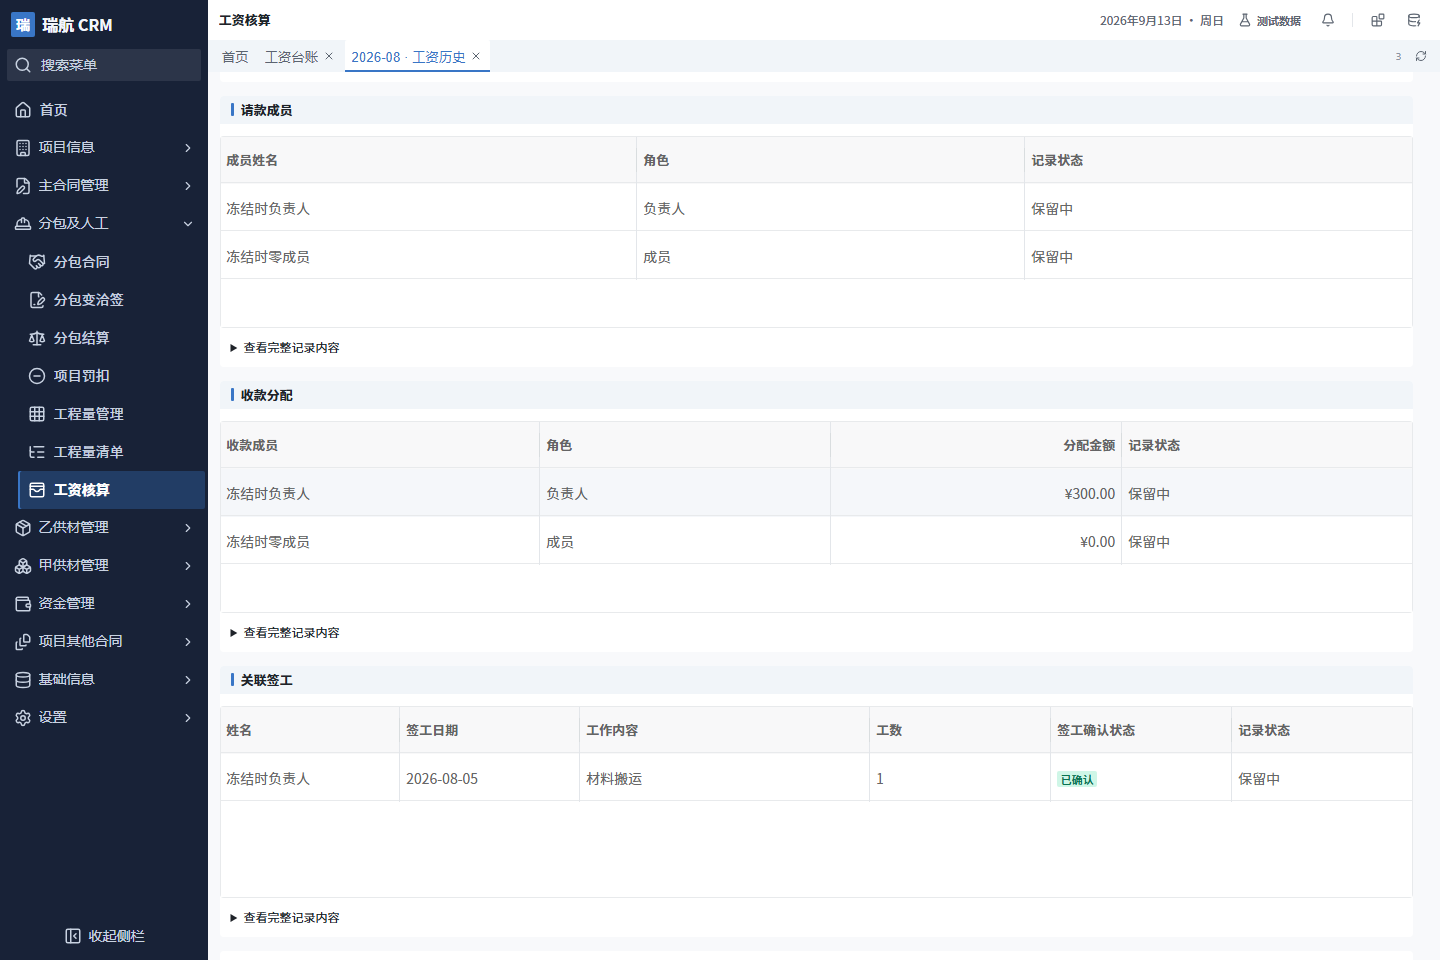 瑞 瑞航 CRM
搜索菜单
首页
项目信息
主合同管理
分包及人工
分包合同
分包变洽签
分包结算
项目罚扣
工程量管理
工程量清单
工资核算
乙供材管理
甲供材管理
资金管理
项目其他合同
基础信息
设置
收起侧栏
工资核算
2026年9月13日 • 周日 测试数据
首页 工资台账 × 2026-08 · 工资历史 × 3
请款成员
成员姓名 角色 记录状态
冻结时负责人 负责人 保留中
冻结时零成员 成员 保留中
▶ 查看完整记录内容
收款分配
收款成员 角色 分配金额 记录状态
冻结时负责人 负责人 ¥300.00 保留中
冻结时零成员 成员 ¥0.00 保留中
▶ 查看完整记录内容
关联签工
姓名 签工日期 工作内容 工数 签工确认状态 记录状态
冻结时负责人 2026-08-05 材料搬运 1 已确认 保留中
▶ 查看完整记录内容